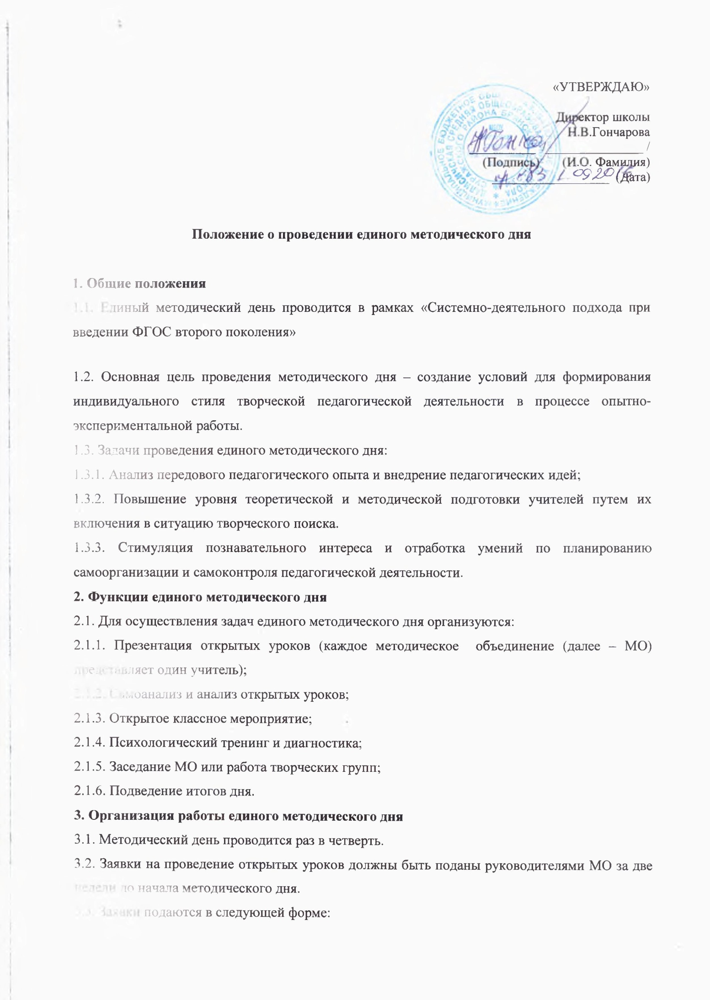 «УТВЕРЖДАЮ»
Директор школы
Н.В.Гончарова
/
(Подпись) (И.О. Фамилия)
(Дата)
Положение о проведении единого методического дня
1. Общие положения
1.1. Единый методический день проводится в рамках «Системно-деятельного подхода при
введении ФГОС второго поколения»
1.2. Основная цель проведения методического дня – создание условий для формирования
индивидуального стиля творческой педагогической деятельности в процессе опытно-
экспериментальной работы.
1.3. Задачи проведения единого методического дня:
1.3.1. Анализ передового педагогического опыта и внедрение педагогических идей;
1.3.2. Повышение уровня теоретической и методической подготовки учителей путем их
включения в ситуацию творческого поиска.
1.3.3. Стимуляция познавательного интереса и отработка умений по планированию
самоорганизации и самоконтроля педагогической деятельности.
2. Функции единого методического дня
2.1. Для осуществления задач единого методического дня организуются:
2.1.1. Презентация открытых уроков (каждое методическое объединение (далее – МО)
представляет один учитель);
2.1.2. Самоанализ и анализ открытых уроков;
2.1.3. Открытое классное мероприятие;
2.1.4. Психологический тренинг и диагностика;
2.1.5. Заседание МО или работа творческих групп;
2.1.6. Подведение итогов дня.
3. Организация работы единого методического дня
3.1. Методический день проводится раз в четверть.
3.2. Заявки на проведение открытых уроков должны быть поданы руководителями МО за две
недели до начала методического дня.
3.3. Заявки подаются в следующей форме: